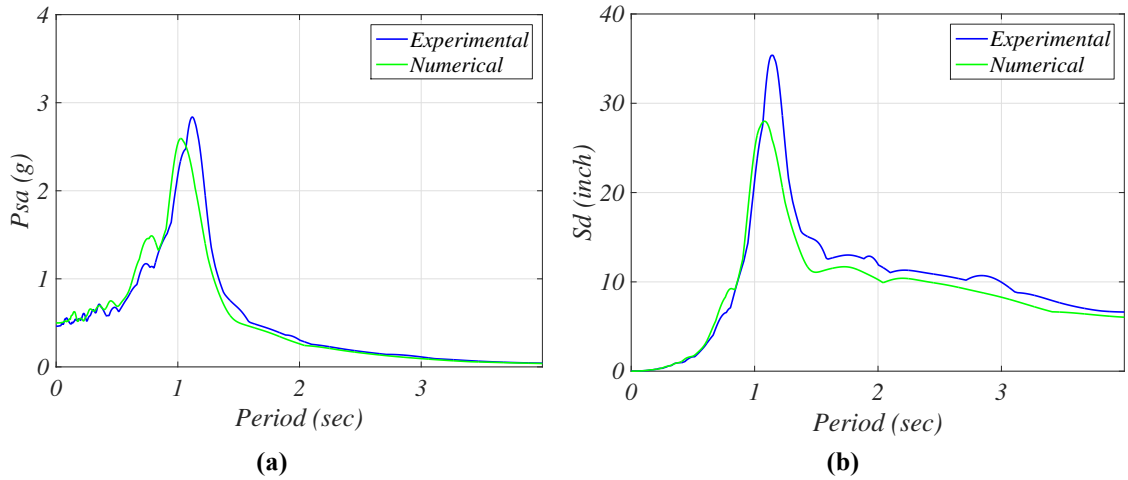 4
3
2
1
0
Psa (g)
0 1 2 3
Period (sec)
Experimental
Numerical
(a)
40
30
20
10
0
Sd (inch)
0 1 2 3
Period (sec)
Experimental
Numerical
(b)